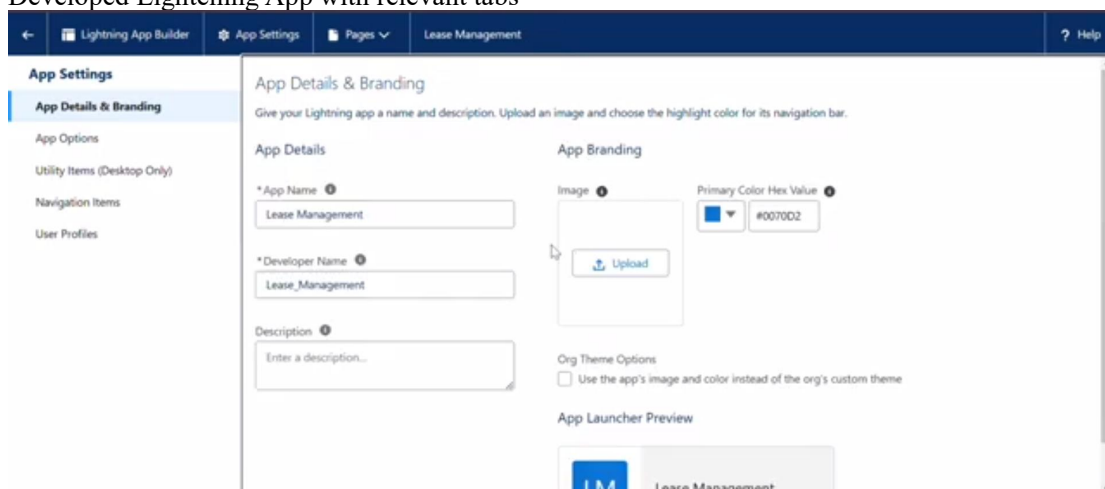 Developed Lightening App with relevant tabs
Lightning App Builder App Settings Pages Lease Management ? Help
App Settings
App Details & Branding
App Options
Utility Items (Desktop Only)
Navigation Items
User Profiles
App Details & Branding
Give your Lightning app a name and description. Upload an image and choose the highlight color for its navigation bar.
App Details
*App Name
Lease Management
*Developer Name
Lease_Management
Description
Enter a description...
App Branding
Image
Upload
Primary Color Hex Value
#0070D2
Org Theme Options
Use the app's image and color instead of the org's custom theme
App Launcher Preview
LM
Lease Management